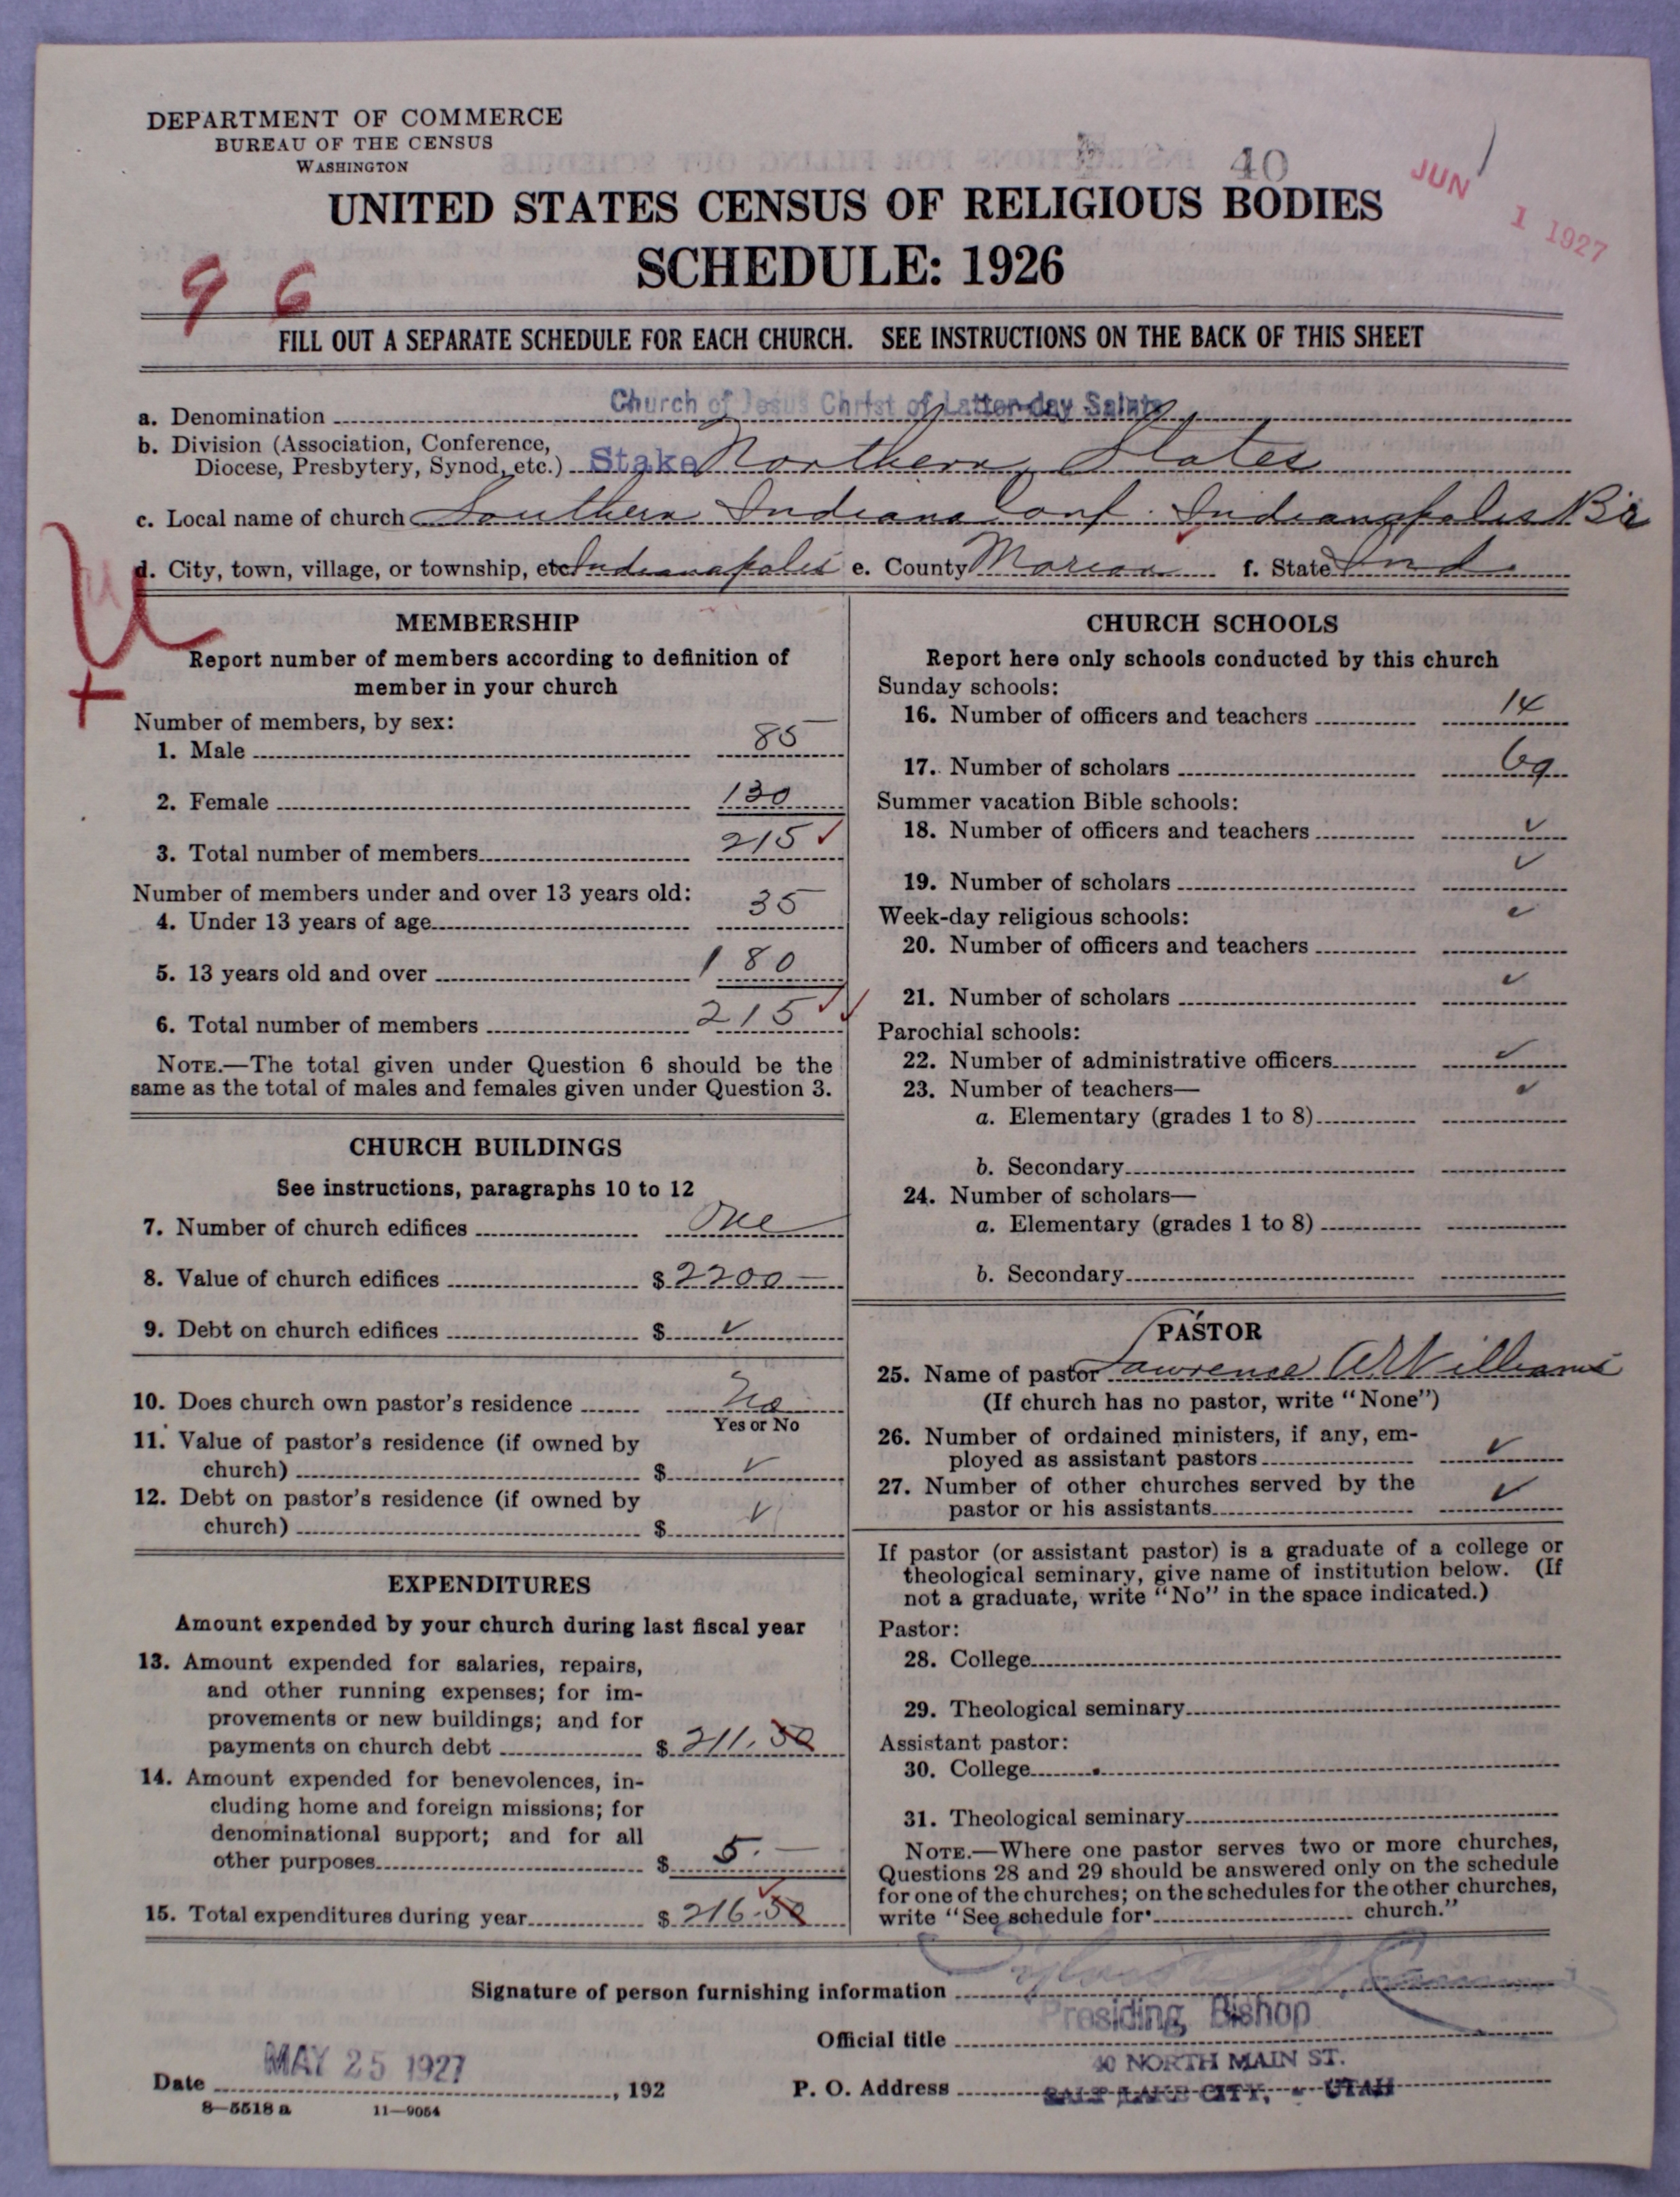 DEPARTMENT OF COMMERCE
BUREAU OF THE CENSUS
WASHINGTON
40
JUN 1 1927
UNITED STATES CENSUS OF RELIGIOUS BODIES
SCHEDULE: 1926
9 6
FILL OUT A SEPARATE SCHEDULE FOR EACH CHURCH. SEE INSTRUCTIONS ON THE BACK OF THIS SHEET
a. Denomination Church of Jesus Christ of Latter-day Saints
b. Division (Association, Conference,
Diocese, Presbytery, Synod, etc.) Stake Northern States
c. Local name of church Southern Indiana Conf. Indianapolis Br
d. City, town, village, or township, etc Indianapolis e. County Marion f. State Ind.
U
+
MEMBERSHIP
Report number of members according to definition of
member in your church
Number of members, by sex:
1. Male 85
2. Female 130
3. Total number of members 215 ✓
Number of members under and over 13 years old:
4. Under 13 years of age 35
5. 13 years old and over 180
6. Total number of members 215 ✓ ✓
NOTE.—The total given under Question 6 should be the
same as the total of males and females given under Question 3.
CHURCH BUILDINGS
See instructions, paragraphs 10 to 12
7. Number of church edifices One
8. Value of church edifices $ 2200 —
9. Debt on church edifices $ ✓
10. Does church own pastor's residence No
Yes or No
11. Value of pastor's residence (if owned by
church) $ ✓
12. Debt on pastor's residence (if owned by
church) $ ✓
EXPENDITURES
Amount expended by your church during last fiscal year
13. Amount expended for salaries, repairs,
and other running expenses; for im-
provements or new buildings; and for
payments on church debt $ 211.50
14. Amount expended for benevolences, in-
cluding home and foreign missions; for
denominational support; and for all
other purposes $ 5. —
15. Total expenditures during year $ 216.50
CHURCH SCHOOLS
Report here only schools conducted by this church
Sunday schools:
16. Number of officers and teachers 14
17. Number of scholars 69
Summer vacation Bible schools:
18. Number of officers and teachers ✓
19. Number of scholars ✓
Week-day religious schools:
20. Number of officers and teachers ✓
21. Number of scholars ✓
Parochial schools:
22. Number of administrative officers ✓
23. Number of teachers— ✓
a. Elementary (grades 1 to 8)
b. Secondary
24. Number of scholars—
a. Elementary (grades 1 to 8)
b. Secondary
PASTOR
25. Name of pastor Lawrence A Williams
(If church has no pastor, write "None")
26. Number of ordained ministers, if any, em-
ployed as assistant pastors ✓
27. Number of other churches served by the
pastor or his assistants ✓
If pastor (or assistant pastor) is a graduate of a college or
theological seminary, give name of institution below. (If
not a graduate, write "No" in the space indicated.)
Pastor:
28. College
29. Theological seminary
Assistant pastor:
30. College
31. Theological seminary
NOTE.—Where one pastor serves two or more churches,
Questions 28 and 29 should be answered only on the schedule
for one of the churches; on the schedules for the other churches,
write "See schedule for church."
Signature of person furnishing information
Official title Presiding Bishop
Date MAY 25 1927, 192
P. O. Address 40 NORTH MAIN ST.
SALT LAKE CITY, - UTAH
8—5518 a 11—9054